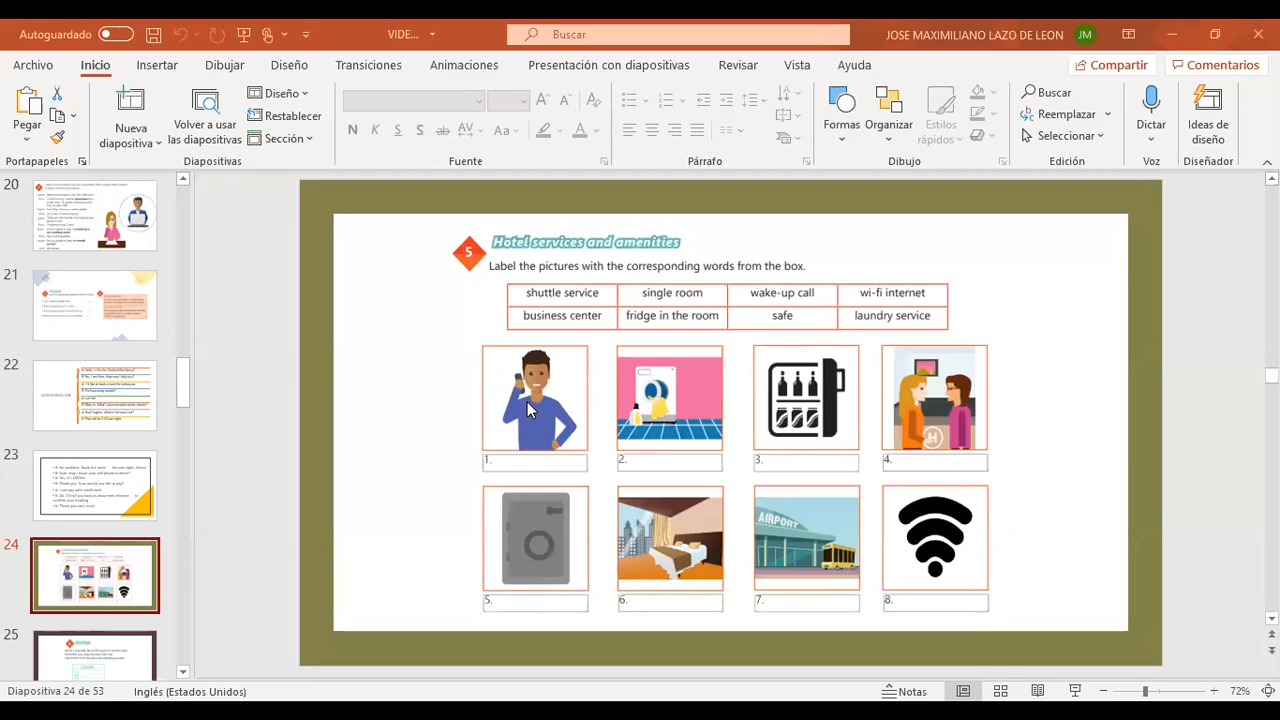 Autoguardado
VIDE...
Buscar
JOSE MAXIMILIANO LAZO DE LEON
JM
Archivo
Inicio
Insertar
Dibujar
Diseño
Transiciones
Animaciones
Presentación con diapositivas
Revisar
Vista
Ayuda
Compartir
Comentarios
Pegar
Portapapeles
Nueva diapositiva
Volver a usar las diapositivas
Diseño
Restablecer
Sección
Diapositivas
N K S S ab AV Aa A
Fuente
Párrafo
Formas
Organizar
Estilos rápidos
Dibujo
Buscar
Reemplazar
Seleccionar
Edición
Dictar
Voz
Ideas de diseño
Diseñador
20
21
22
23
24
25
5
Hotel services and amenities
Label the pictures with the corresponding words from the box.
shuttle service single room wake-up call wi-fi internet
business center fridge in the room safe laundry service
H
1. 2. 3. 4.
AIRPORT
5. 6. 7. 8.
Diapositiva 24 de 53
Inglés (Estados Unidos)
Notas
72%